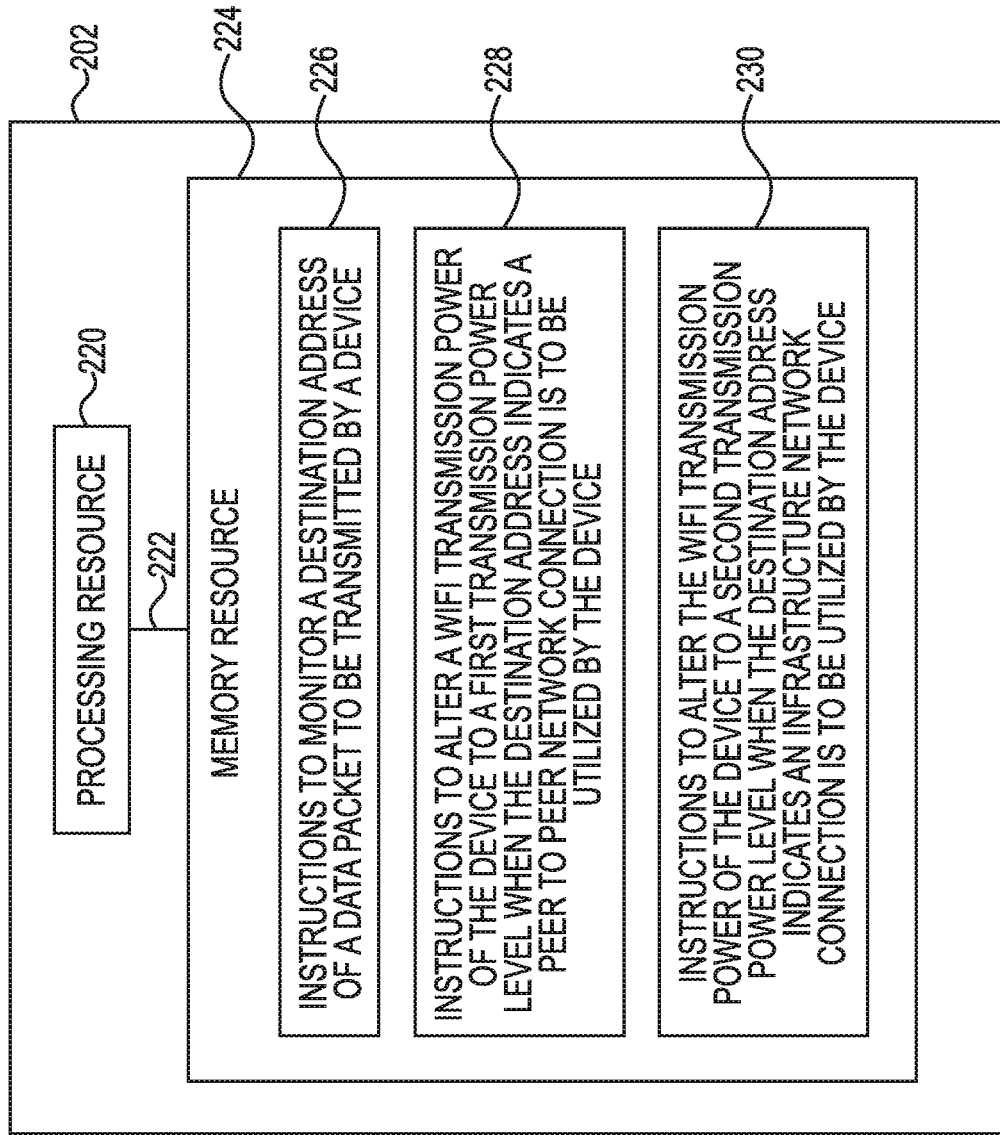 202
PROCESSING RESOURCE
220
222
224
MEMORY RESOURCE
INSTRUCTIONS TO MONITOR A DESTINATION ADDRESS
OF A DATA PACKET TO BE TRANSMITTED BY A DEVICE
226
INSTRUCTIONS TO ALTER A WIFI TRANSMISSION POWER
OF THE DEVICE TO A FIRST TRANSMISSION POWER
LEVEL WHEN THE DESTINATION ADDRESS INDICATES A
PEER TO PEER NETWORK CONNECTION IS TO BE
UTILIZED BY THE DEVICE
228
INSTRUCTIONS TO ALTER THE WIFI TRANSMISSION
POWER OF THE DEVICE TO A SECOND TRANSMISSION
POWER LEVEL WHEN THE DESTINATION ADDRESS
INDICATES AN INFRASTRUCTURE NETWORK
CONNECTION IS TO BE UTILIZED BY THE DEVICE
230